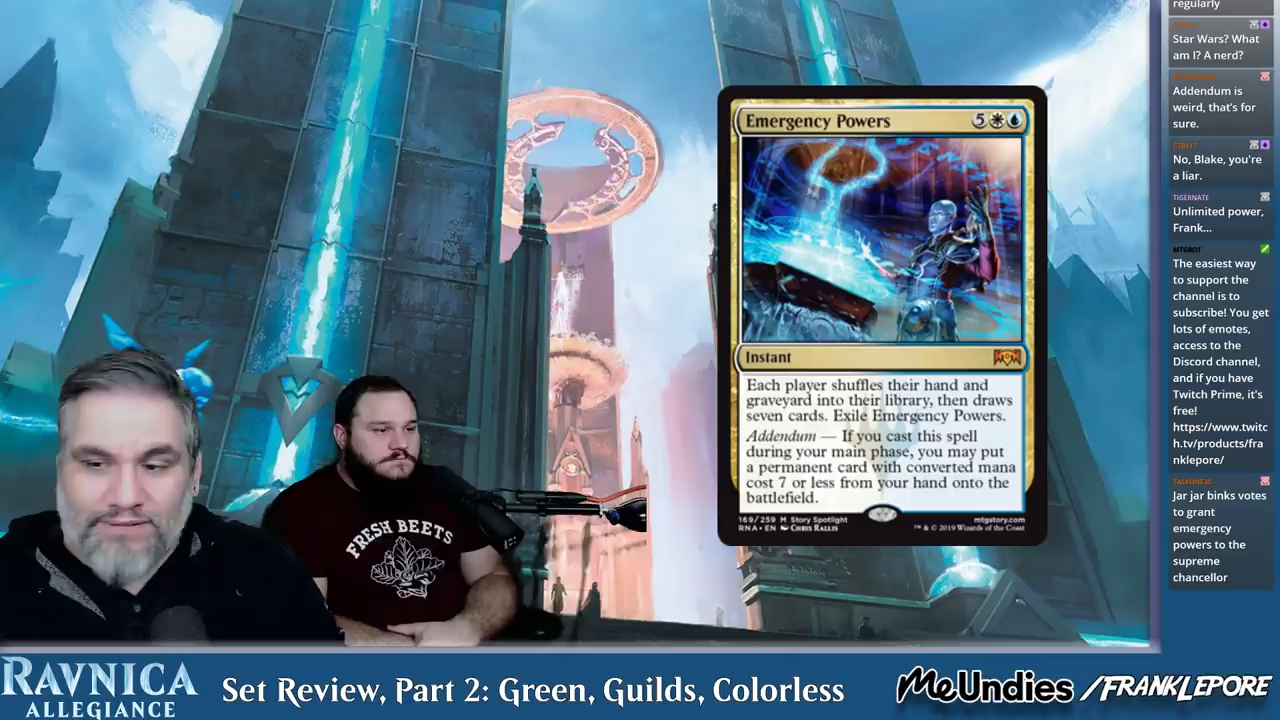 Emergency Powers
5
Instant
Each player shuffles their hand and
graveyard into their library, then draws
seven cards. Exile Emergency Powers.
Addendum — If you cast this spell
during your main phase, you may put
a permanent card with converted mana
cost 7 or less from your hand onto the
battlefield.
169/259 M Story Spotlight
mtgstory.com
RNA • EN CHRIS RALLIS
™ & © 2019 Wizards of the Coast
FRESH BEETS
regularly
Star Wars? What
am I? A nerd?
Addendum is
weird, that's for
sure.
No, Blake, you're
a liar.
TIGERNATE
Unlimited power,
Frank...
MTGBOT
The easiest way
to support the
channel is to
subscribe! You get
lots of emotes,
access to the
Discord channel,
and if you have
Twitch Prime, it's
free!
https://www.twitc
h.tv/products/fra
nklepore/
Jar jar binks votes
to grant
emergency
powers to the
supreme
chancellor
RAVNICA
ALLEGIANCE
Set Review, Part 2: Green, Guilds, Colorless
MeUndies /FRANKLEPORE